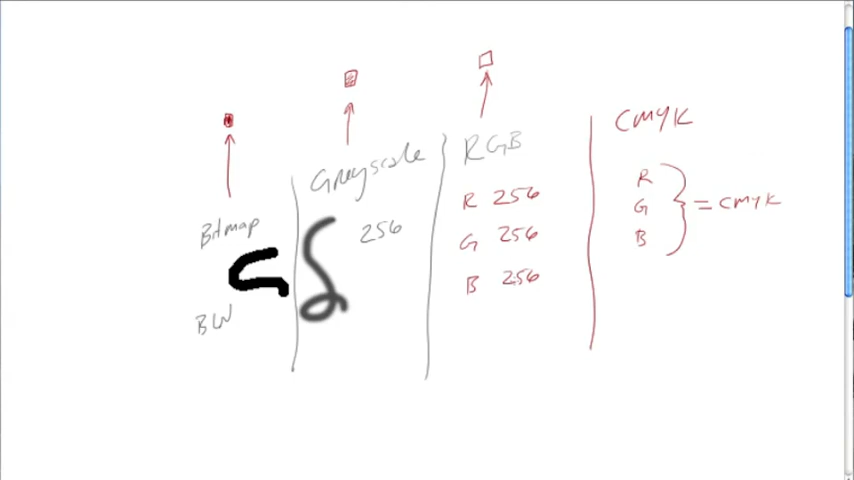 Bitmap
BW
Greyscale
256
RGB
R 256
G 256
B 256
CMYK
R
G
B
= CMYK